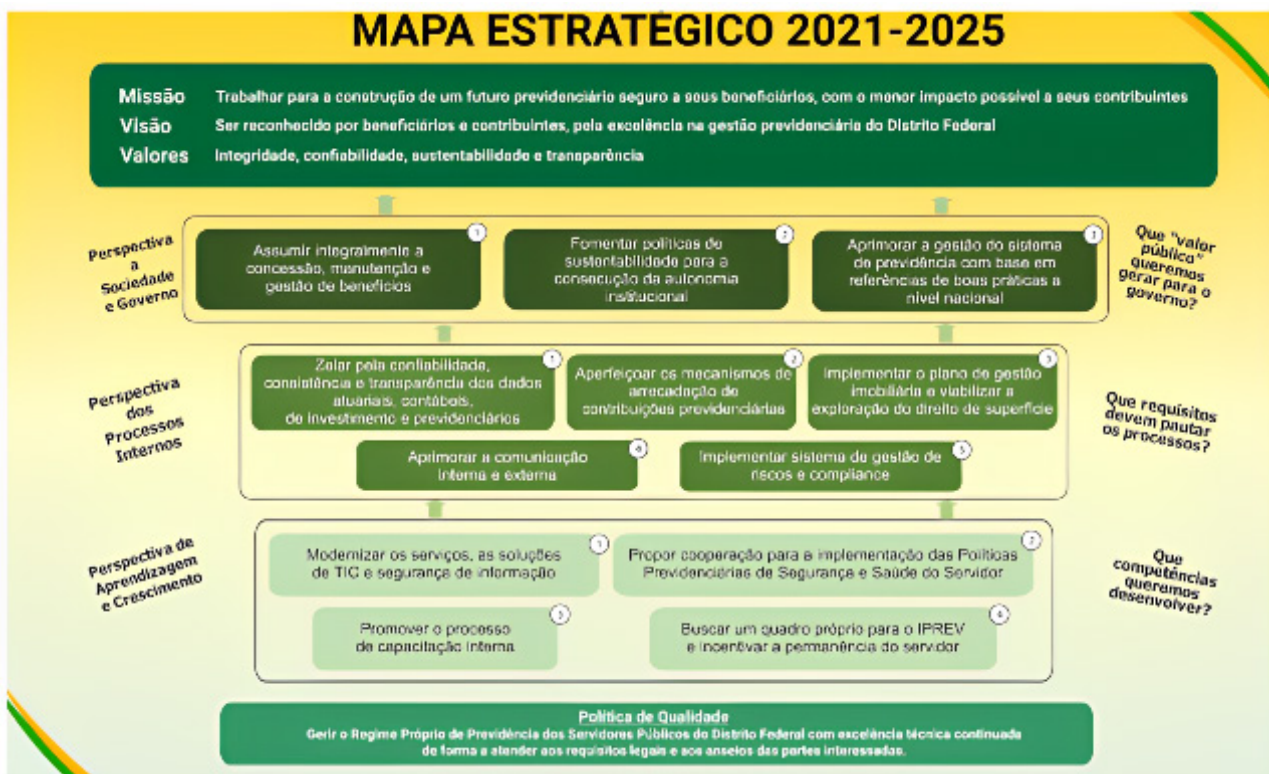 MAPA ESTRATÉGICO 2021-2025
Missão Trabalhar para a construção de um futuro previdenciário seguro a seus beneficiários, com o menor impacto possível a seus contribuintes
Visão Ser reconhecido por beneficiários e contribuintes, pela excelência na gestão previdenciária do Distrito Federal
Valores Integridade, confiabilidade, sustentabilidade e transparência
Perspectiva
a
Sociedade
e Governo
1
Assumir integralmente a
concessão, manutenção e
gestão de benefícios
2
Fomentar políticas de
sustentabilidade para a
consecução da autonomia
institucional
3
Aprimorar a gestão do sistema
de previdência com base em
referências de boas práticas a
nível nacional
Que "valor
público"
queremos
gerar para o
governo?
Perspectiva
dos
Processos
Internos
1
Zelar pela confiabilidade,
consistência e transparência dos dados
atuariais, contábeis,
de investimento e previdenciários
2
Aperfeiçoar os mecanismos de
arrecadação de
contribuições previdenciárias
3
Implementar o plano de gestão
imobiliária e viabilizar a
exploração do direito de superfície
4
Aprimorar a comunicação
interna e externa
5
Implementar sistema de gestão de
riscos e compliance
Que requisitos
devem pautar
os processos?
Perspectiva de
Aprendizagem
e Crescimento
1
Modernizar os serviços, as soluções
de TIC e segurança de informação
2
Propor cooperação para a implementação das Políticas
Previdenciárias de Segurança e Saúde do Servidor
3
Promover o processo
de capacitação interna
4
Buscar um quadro próprio para o IPREV
e incentivar a permanência do servidor
Que
competências
queremos
desenvolver?
Política de Qualidade
Gerir o Regime Próprio de Previdência dos Servidores Públicos do Distrito Federal com excelência técnica continuada
de forma a atender aos requisitos legais e aos anseios das partes interessadas.